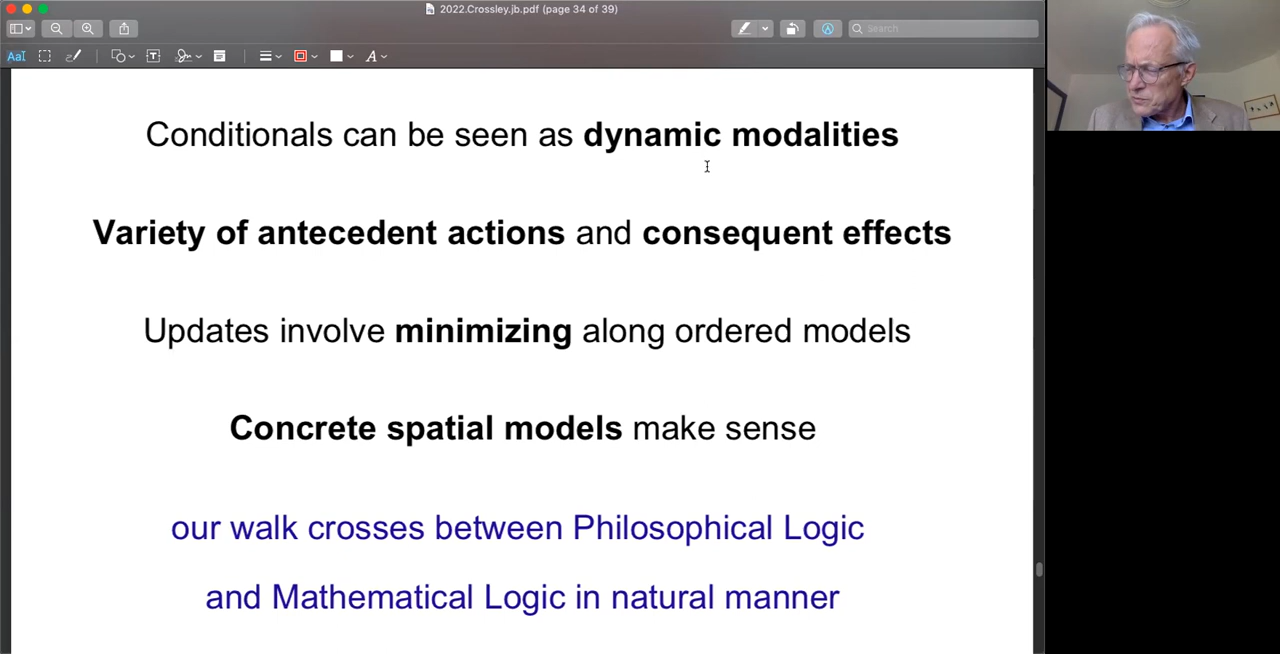 2022.Crossley.jb.pdf (page 34 of 39)
Search
AaI
T
A
Conditionals can be seen as dynamic modalities
Variety of antecedent actions and consequent effects
Updates involve minimizing along ordered models
Concrete spatial models make sense
our walk crosses between Philosophical Logic
and Mathematical Logic in natural manner